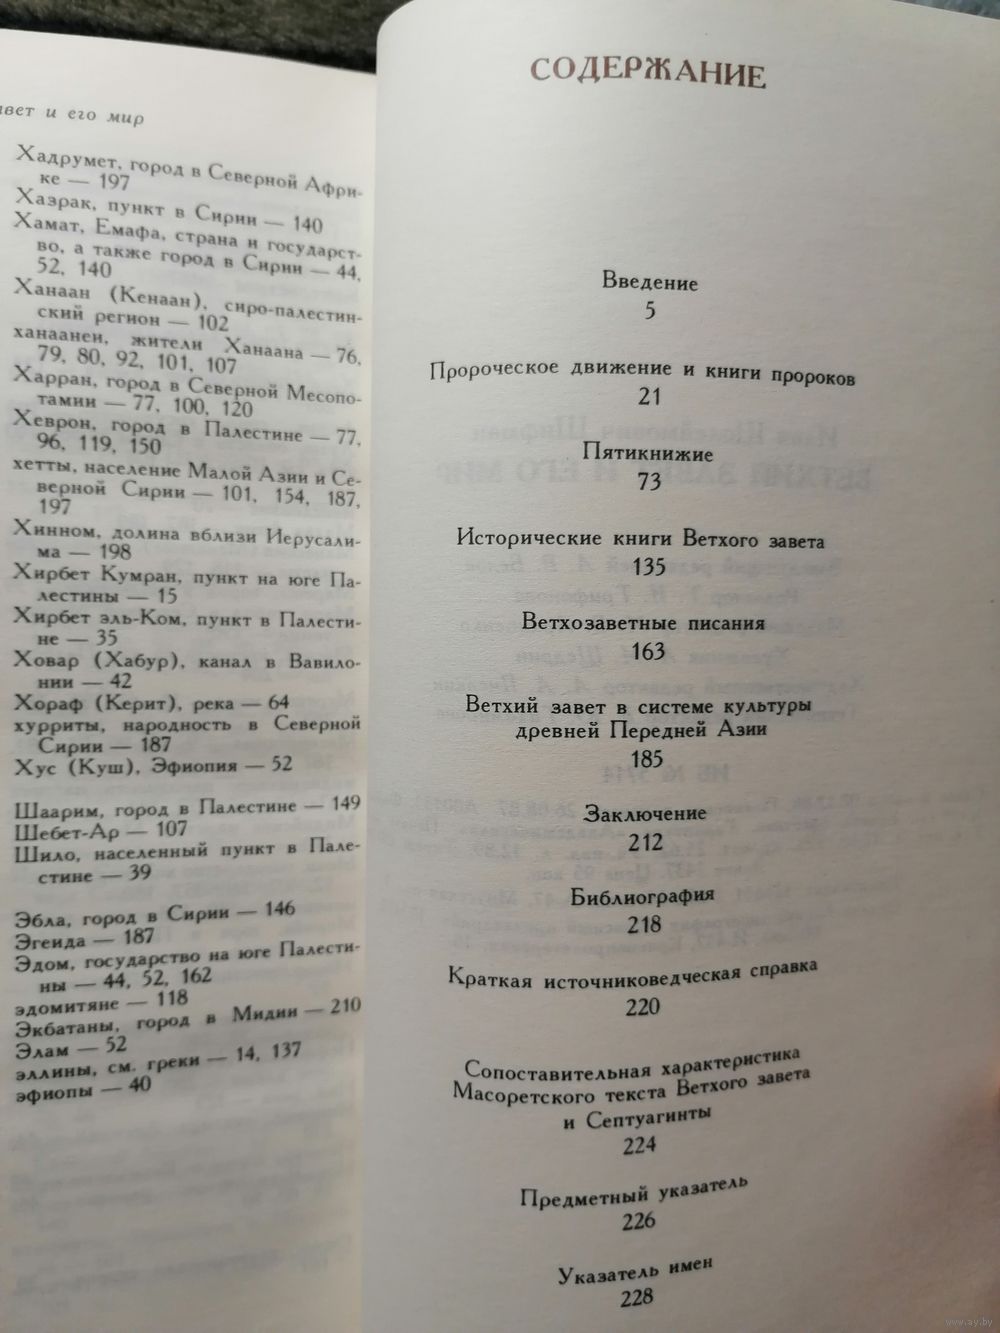 вет и его мир
Хадрумет, город в Северной Афри-
ке — 197
Хазрак, пункт в Сирии — 140
Хамат, Емафа, страна и государст-
во, а также город в Сирии — 44,
52, 140
Ханаан (Кенаан), сиро-палестин-
ский регион — 102
ханаанеи, жители Ханаана — 76,
79, 80, 92, 101, 107
Харран, город в Северной Месопо-
тамии — 77, 100, 120
Хеврон, город в Палестине — 77,
96, 119, 150
хетты, население Малой Азии и Се-
верной Сирии — 101, 154, 187,
197
Хинном, долина вблизи Иерусали-
ма — 198
Хирбет Кумран, пункт на юге Па-
лестины — 15
Хирбет эль-Ком, пункт в Палести-
не — 35
Ховар (Хабур), канал в Вавило-
нии — 42
Хораф (Керит), река — 64
хурриты, народность в Северной
Сирии — 187
Хус (Куш), Эфиопия — 52
Шаарим, город в Палестине — 149
Шебет-Ар — 107
Шило, населенный пункт в Пале-
стине — 39
Эбла, город в Сирии — 146
Эгеида — 187
Эдом, государство на юге Палести-
ны — 44, 52, 162
эдомитяне — 118
Экбатаны, город в Мидии — 210
Элам — 52
эллины, см. греки — 14, 137
эфиопы — 40
СОДЕРЖАНИЕ
Введение
5
Пророческое движение и книги пророков
21
Пятикнижие
73
Исторические книги Ветхого завета
135
Ветхозаветные писания
163
Ветхий завет в системе культуры
древней Передней Азии
185
Заключение
212
Библиография
218
Краткая источниковедческая справка
220
Сопоставительная характеристика
Масоретского текста Ветхого завета
и Септуагинты
224
Предметный указатель
226
Указатель имен
228
www.ay.by